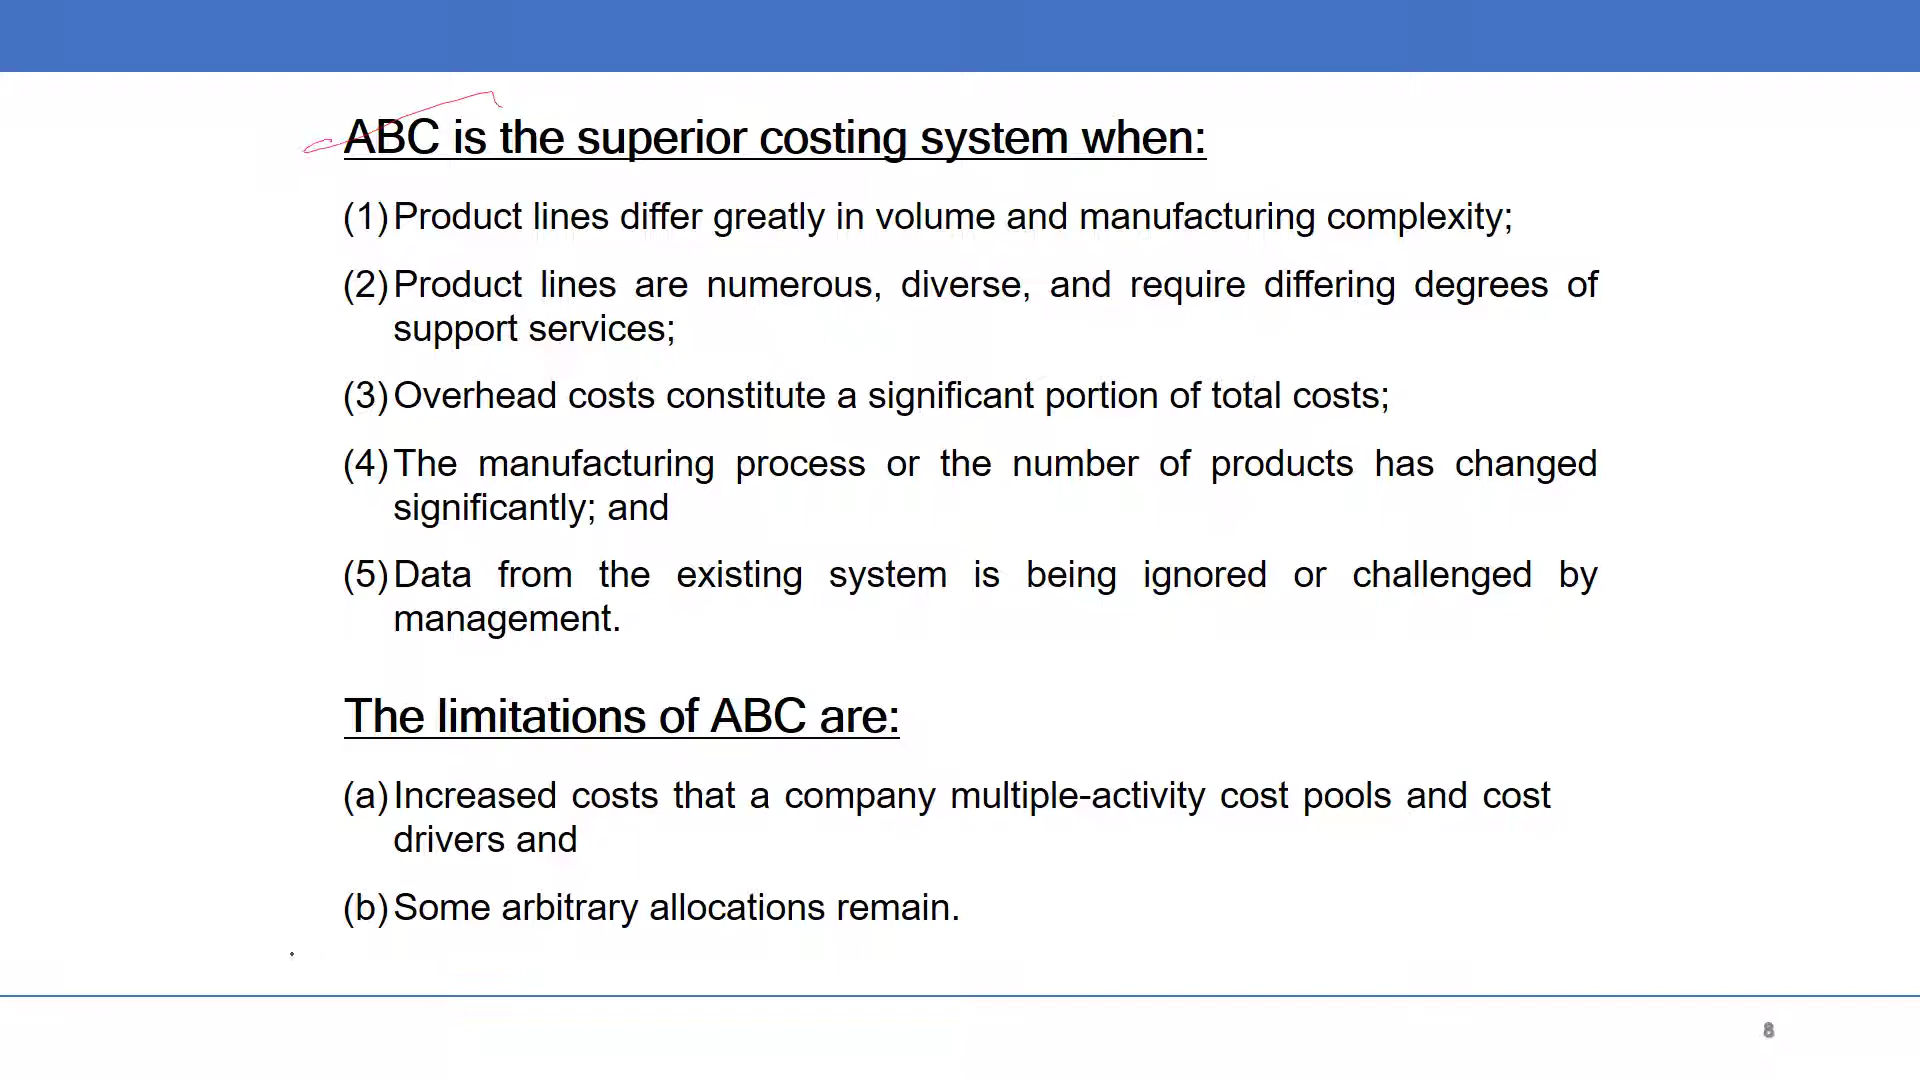 ABC is the superior costing system when:
(1) Product lines differ greatly in volume and manufacturing complexity;
(2) Product lines are numerous, diverse, and require differing degrees of
support services;
(3) Overhead costs constitute a significant portion of total costs;
(4) The manufacturing process or the number of products has changed
significantly; and
(5) Data from the existing system is being ignored or challenged by
management.
The limitations of ABC are:
(a) Increased costs that a company multiple-activity cost pools and cost
drivers and
(b) Some arbitrary allocations remain.
8